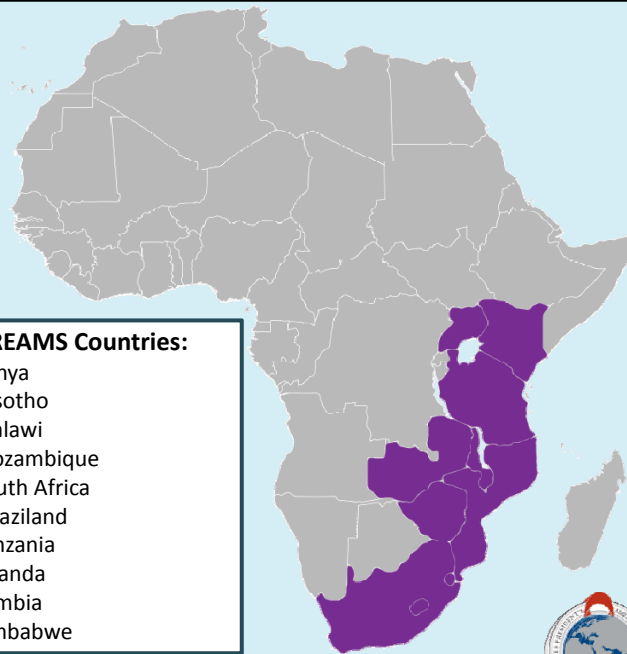 REAMS Countries:
nya
sotho
alawi
ozambique
uth Africa
aziland
nzania
anda
mbia
mbabwe